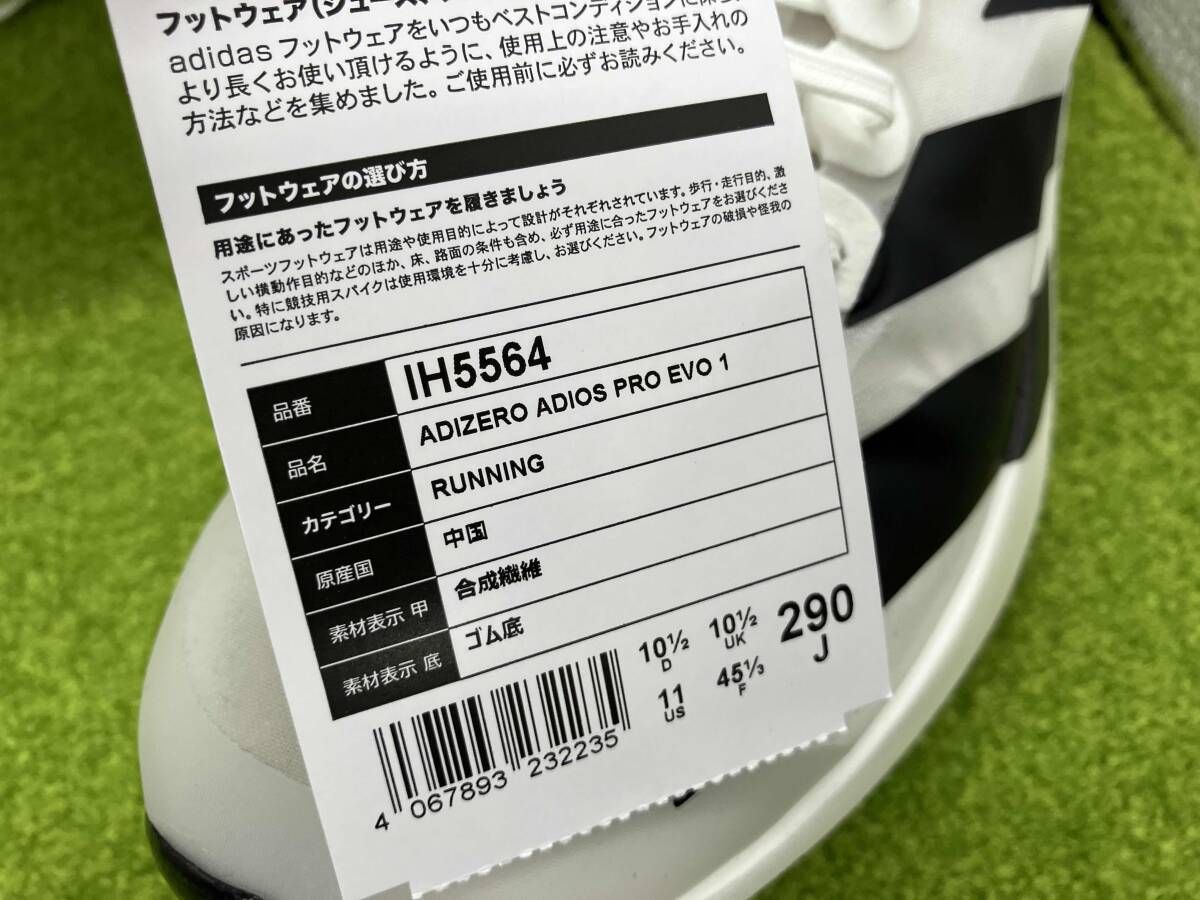 フットウェア(シューズ、
adidas フットウェアをいつもベストコンディションに保ち、
より長くお使い頂けるように、使用上の注意やお手入れの
方法などを集めました。ご使用前に必ずお読みください。
フットウェアの選び方
用途にあったフットウェアを履きましょう
スポーツフットウェアは用途や使用目的によって設計がそれぞれされています。歩行・走行目的、激
しい横動作目的などのほか、床、路面の条件も含め、必ず用途に合ったフットウェアをお選びくださ
い。特に競技用スパイクは使用環境を十分に考慮し、お選びください。フットウェアの破損や怪我の
原因になります。
品番 IH5564
品名 ADIZERO ADIOS PRO EVO 1
カテゴリー RUNNING
原産国 中国
素材表示 甲 合成繊維
素材表示 底 ゴム底
10½ D
10½ UK
290 J
11 US
45⅓ F
4 067893 232235